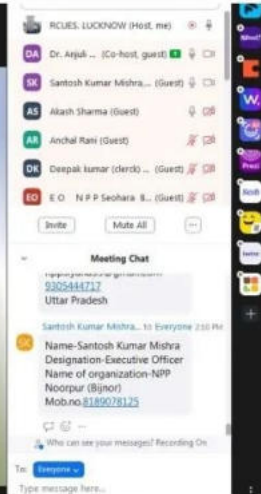 RCUES. LUCKNOW (Host, me)
DA Dr. Anjali ... (Co-host, guest)
SK Santosh Kumar Mishra... (Guest)
AS Akash Sharma (Guest)
AR Anchal Rani (Guest)
DK Deepak kumar (clerck) ... (Guest)
EO E O N P P Seohara B... (Guest)
Invite Mute All ...
Meeting Chat
9305444717
Uttar Pradesh
Santosh Kumar Mishra... to Everyone 2:50 PM
SK
Name-Santosh Kumar Mishra
Designation-Executive Officer
Name of organization-NPP
Noorpur (Bijnor)
Mob.no.8189078125
Who can see your messages? Recording On
To: Everyone
Type message here...